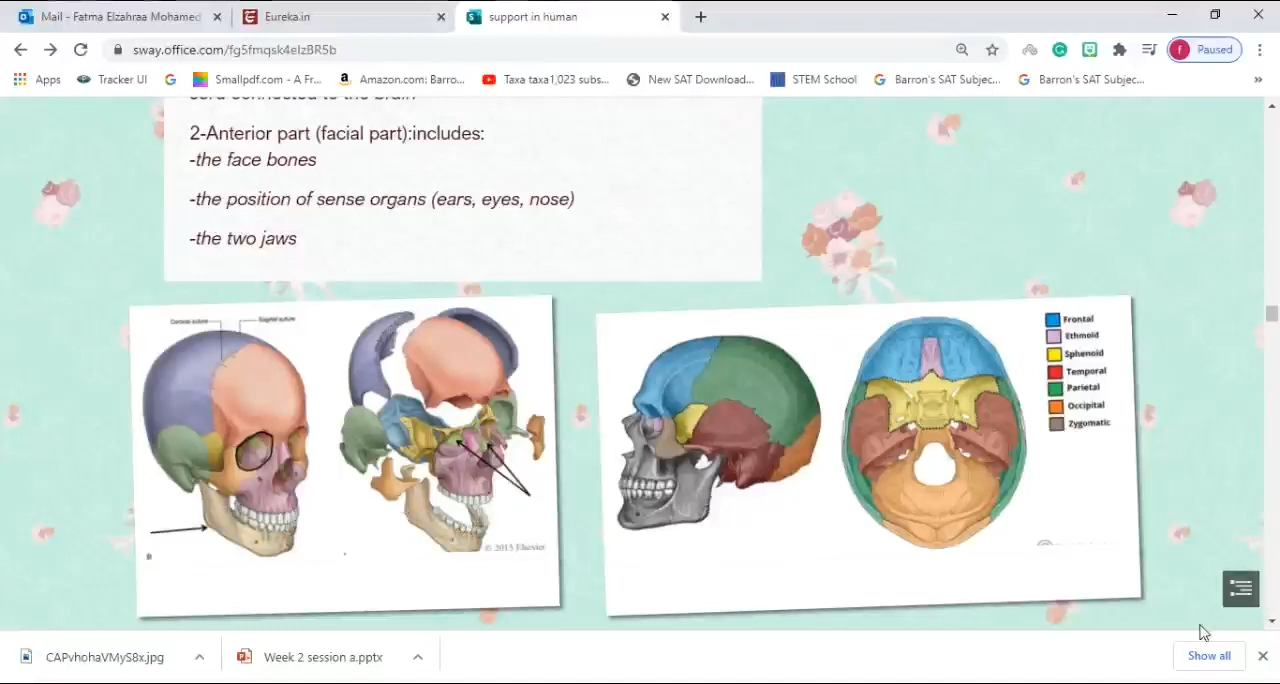 Mail - Fatma Elzahraa Mohamed
Eureka.in
support in human
sway.office.com/fg5fmqsk4elzBR5b
f
Paused
Apps
Tracker UI
Smallpdf.com - A Fr...
Amazon.com: Barro...
Taxa taxa1,023 subs...
New SAT Download...
STEM School
Barron's SAT Subjec...
Barron's SAT Subjec...
2-Anterior part (facial part):includes:
-the face bones
-the position of sense organs (ears, eyes, nose)
-the two jaws
Coronal suture
Sagittal suture
B
© 2015 Elsevier
Frontal
Ethmoid
Sphenoid
Temporal
Parietal
Occipital
Zygomatic
CAPvhohaVMyS8x.jpg
Week 2 session a.pptx
Show all